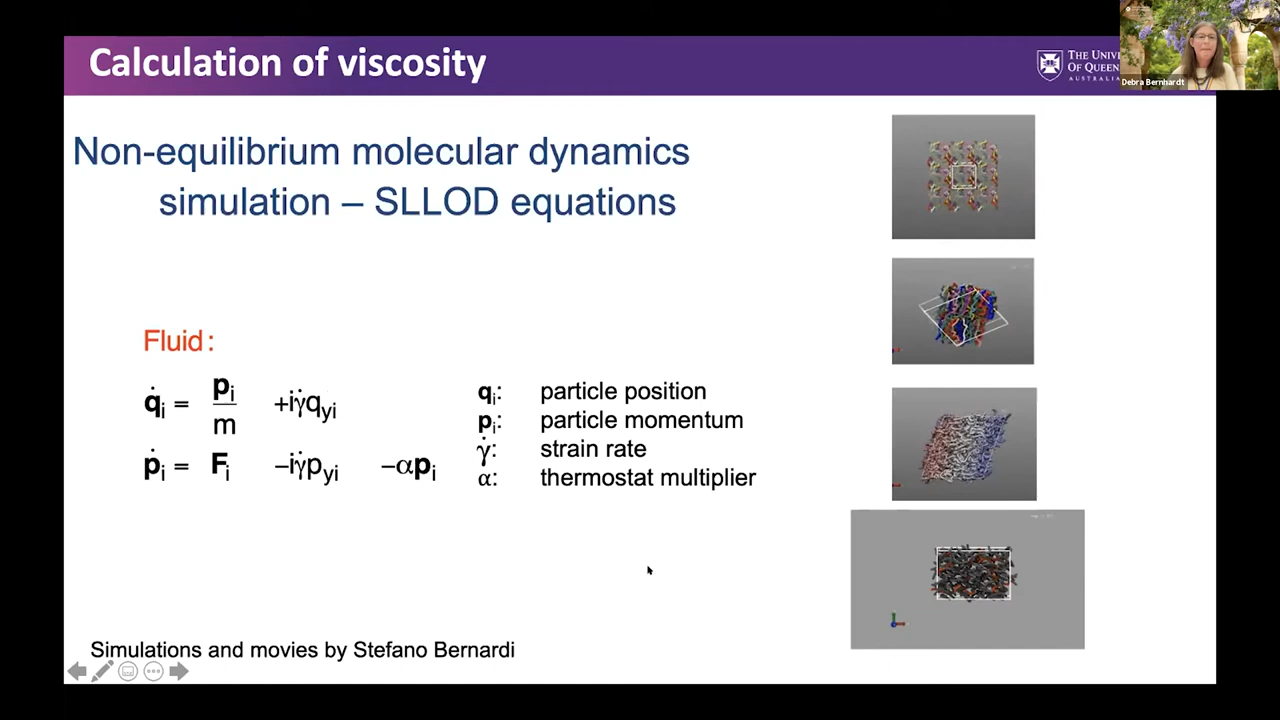 Calculation of viscosity
THE UNIVE
OF QUEEN
AUSTRALIA
Debra Bernhardt
Non-equilibrium molecular dynamics
simulation – SLLOD equations
Fluid:
q̇ᵢ = pᵢ/m +iγ̇qyi
ṗᵢ = Fᵢ –iγ̇pyi –αpᵢ
qᵢ: particle position
pᵢ: particle momentum
γ̇: strain rate
α: thermostat multiplier
Simulations and movies by Stefano Bernardi